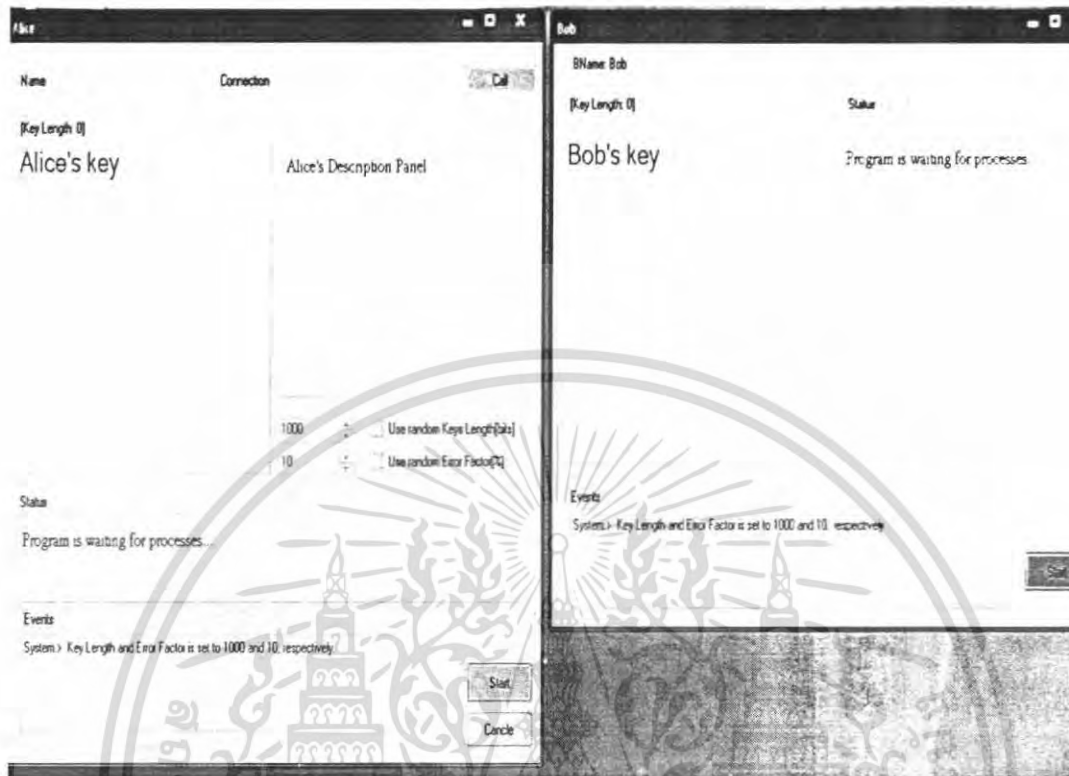 Alice
Name Connection Call
[Key Length: 0]
Alice's key
Alice's Description Panel
1000 Use random Keys Length[bits]
10 Use random Error Factor[%]
Status
Program is waiting for processes...
Events
System > Key Length and Error Factor is set to 1000 and 10, respectively
Start
Cancle
Bob
BName: Bob
[Key Length: 0] Status
Bob's key
Program is waiting for processes
Events
System > Key Length and Error Factor is set to 1000 and 10, respectively